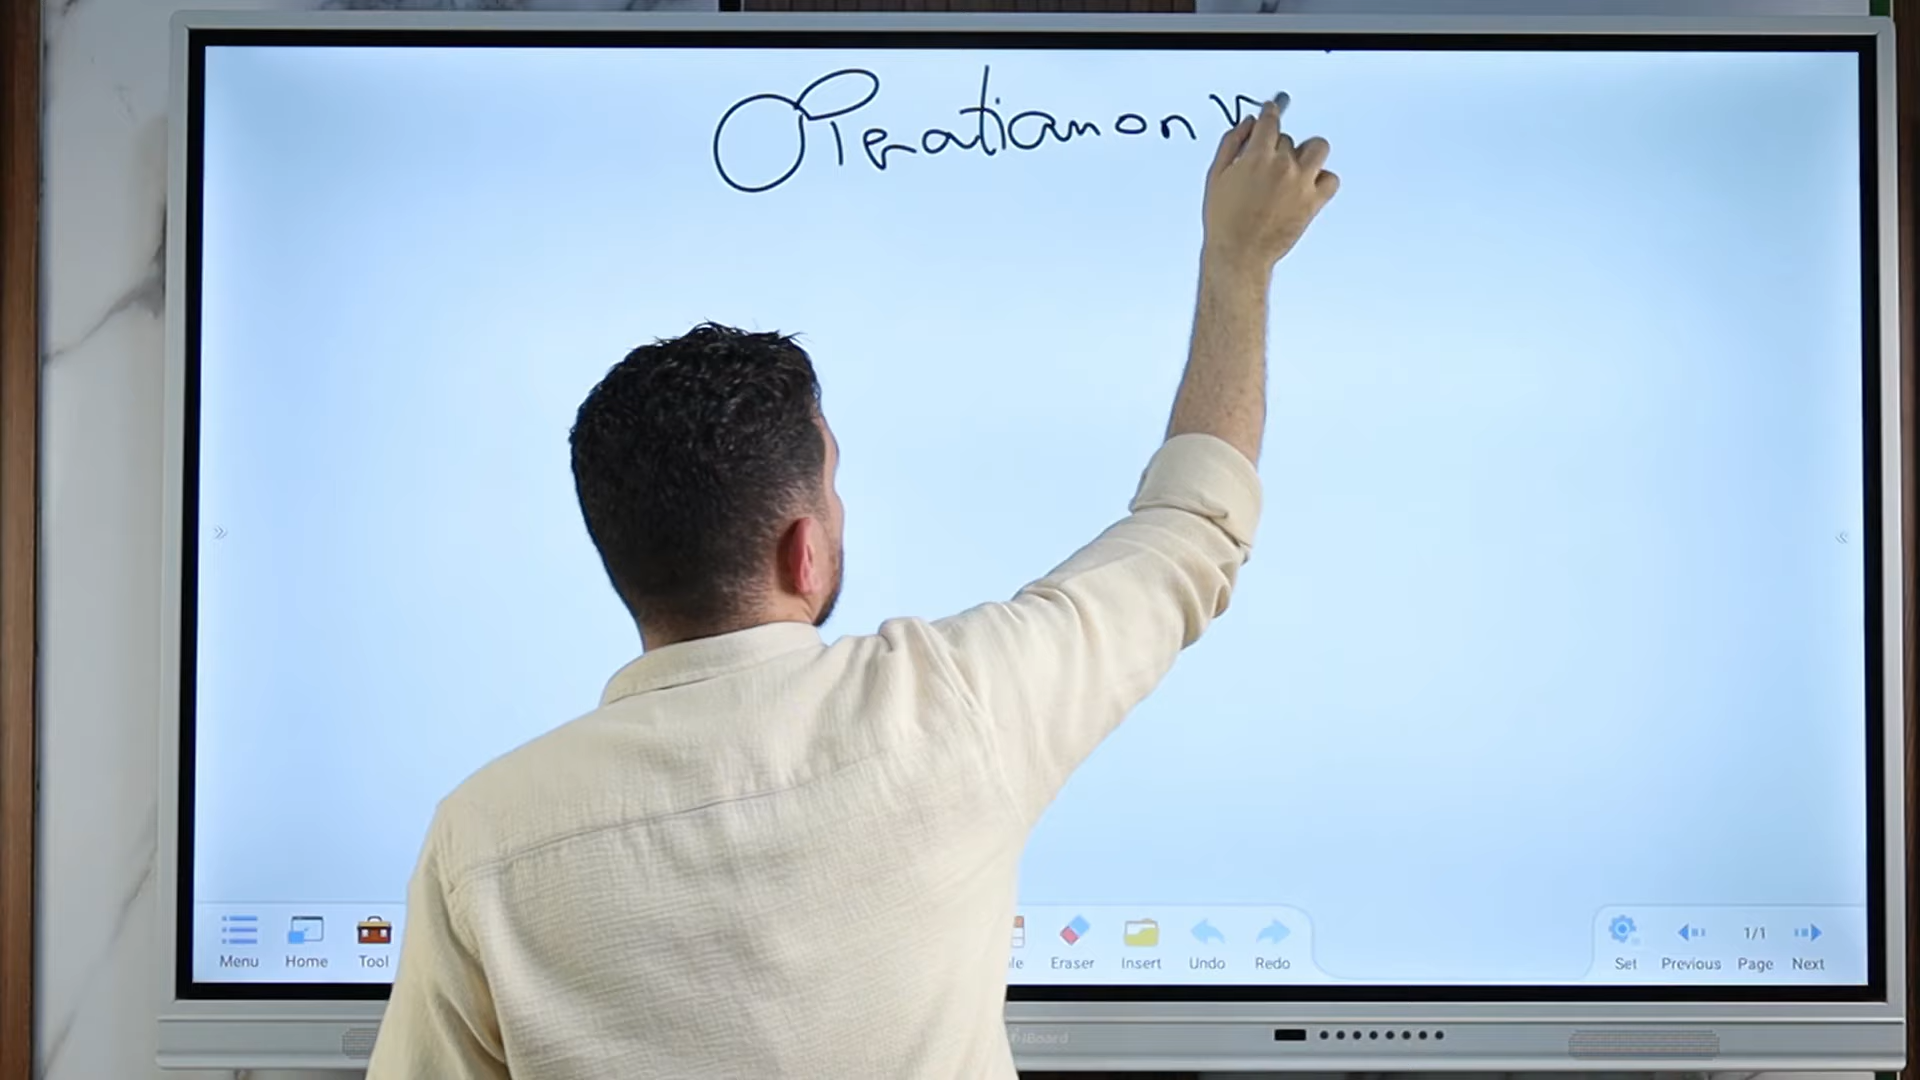 Operation on
Menu
Home
Tool
Eraser
Insert
Undo
Redo
Set
Previous
1/1
Page
Next